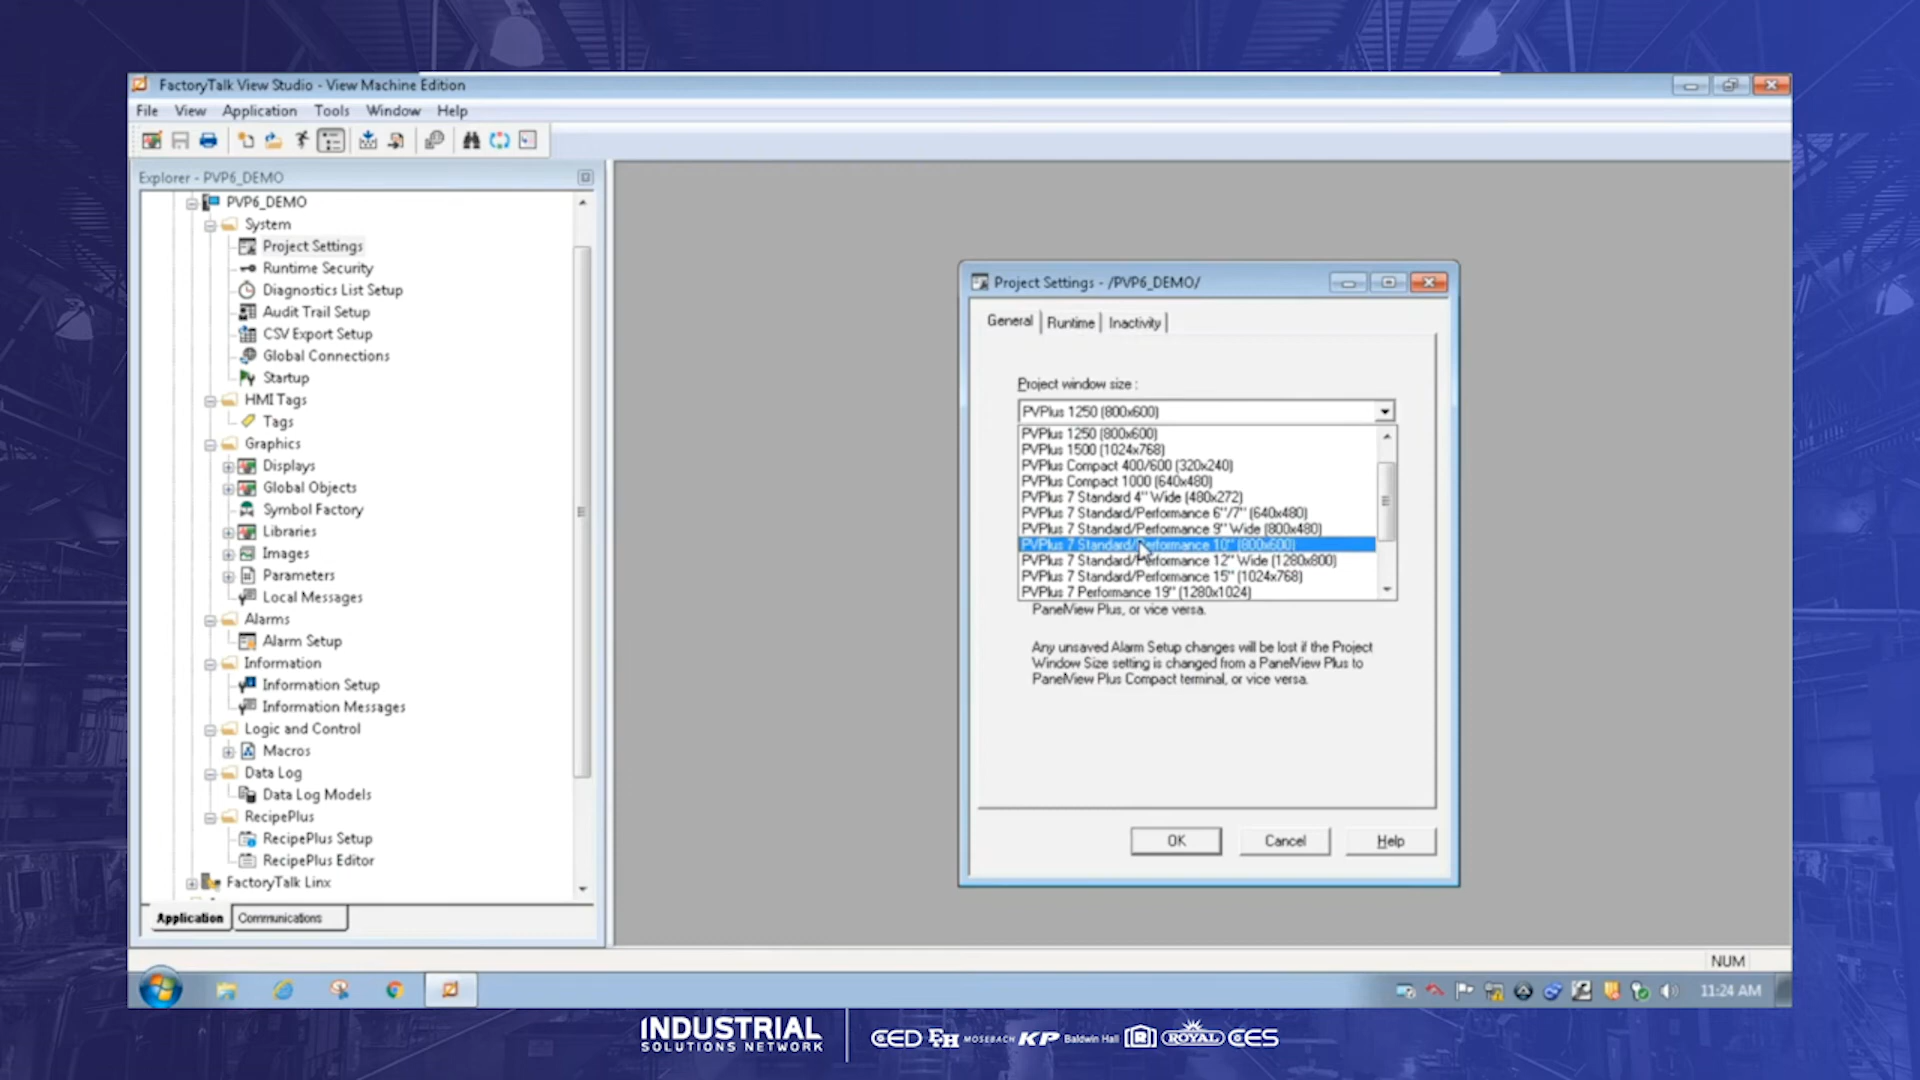 FactoryTalk View Studio - View Machine Edition
File View Application Tools Window Help
Explorer - PVP6_DEMO
PVP6_DEMO
System
Project Settings
Runtime Security
Diagnostics List Setup
Audit Trail Setup
CSV Export Setup
Global Connections
Startup
HMI Tags
Tags
Graphics
Displays
Global Objects
Symbol Factory
Libraries
Images
Parameters
Local Messages
Alarms
Alarm Setup
Information
Information Setup
Information Messages
Logic and Control
Macros
Data Log
Data Log Models
RecipePlus
RecipePlus Setup
RecipePlus Editor
FactoryTalk Linx
Application Communications
Project Settings - /PVP6_DEMO/
General Runtime Inactivity
Project window size :
PVPlus 1250 (800x600)
PVPlus 1250 (800x600)
PVPlus 1500 (1024x768)
PVPlus Compact 400/600 (320x240)
PVPlus Compact 1000 (640x480)
PVPlus 7 Standard 4" Wide (480x272)
PVPlus 7 Standard/Performance 6"/7" (640x480)
PVPlus 7 Standard/Performance 9" Wide (800x480)
PVPlus 7 Standard/Performance 10" (800x600)
PVPlus 7 Standard/Performance 12" Wide (1280x800)
PVPlus 7 Standard/Performance 15" (1024x768)
PVPlus 7 Performance 19" (1280x1024)
PanelView Plus, or vice versa.
Any unsaved Alarm Setup changes will be lost if the Project
Window Size setting is changed from a PanelView Plus to
PanelView Plus Compact terminal, or vice versa.
OK Cancel Help
NUM
11:24 AM
INDUSTRIAL
SOLUTIONS NETWORK
CED EH MOSEBACH KP Baldwin Hall R ROYAL CES